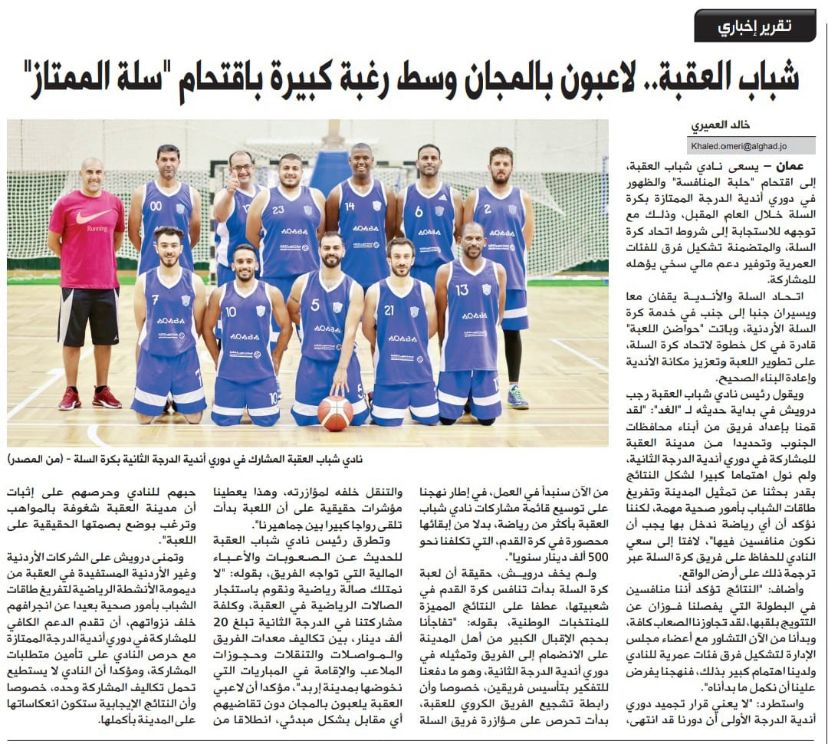 تقرير إخباري
شباب العقبة.. لاعبون بالمجان وسط رغبة كبيرة باقتحام "سلة الممتاز"
خالد العميري
Khaled.omeri@alghad.jo
عمان – يسعى نادي شباب العقبة،
إلى اقتحام "حلبة المنافسة" والظهور
في دوري أندية الدرجة الممتازة بكرة
السلة خلال العام المقبل، وذلك مع
توجهه للاستجابة إلى شروط اتحاد كرة
السلة، والمتضمنة تشكيل فرق للفئات
العمرية وتوفير دعم مالي سخي يؤهله
للمشاركة.
اتحاد السلة والأندية يقفان معا
ويسيران جنبا إلى جنب في خدمة كرة
السلة الأردنية، وباتت "حواضن اللعبة"
قادرة في كل خطوة لاتحاد كرة السلة،
على تطوير اللعبة وتعزيز مكانة الأندية
وإعادة البناء الصحيح.
ويقول رئيس نادي شباب العقبة رجب
درويش في بداية حديثه لـ "الغد": "لقد
قمنا بإعداد فريق من أبناء محافظات
الجنوب وتحديدا من مدينة العقبة
للمشاركة في دوري أندية الدرجة الثانية،
ولم نول اهتماما كبيرا لشكل النتائج
بقدر بحثنا عن تمثيل المدينة وتفريغ
طاقات الشباب بأمور صحية مهمة، لكننا
نؤكد أن أي رياضة ندخل بها يجب أن
نكون منافسين فيها"، لافتا إلى سعي
النادي للحفاظ على فريق كرة السلة عبر
ترجمة ذلك على أرض الواقع.
وأضاف: "النتائج تؤكد أننا منافسين
في البطولة التي يفصلنا فوزان عن
التتويج بلقبها، لقد تجاوزنا الصعاب كافة،
وبدأنا من الآن التشاور مع أعضاء مجلس
الإدارة لتشكيل فرق فئات عمرية للنادي
ولدينا اهتمام كبير بذلك، فنهجنا يفرض
علينا أن نكمل ما بدأناه".
واستطرد: "لا يعني قرار تجميد دوري
أندية الدرجة الأولى أن دورنا قد انتهى،
00
23
14
6
2
7
10
5
21
13
AQABA
AQABA
AQABA
AQABA
AQABA
Running
نادي شباب العقبة المشارك في دوري أندية الدرجة الثانية بكرة السلة - (من المصدر)
من الآن سنبدأ في العمل، في إطار نهجنا
على توسيع قائمة مشاركات نادي شباب
العقبة بأكثر من رياضة، بدلا من إبقائها
محصورة في كرة القدم، التي تكلفنا نحو
500 ألف دينار سنويا".
ولم يخف درويش، حقيقة أن لعبة
كرة السلة بدأت تنافس كرة القدم في
شعبيتها، عطفا على النتائج المميزة
للمنتخبات الوطنية، بقوله: "تفاجأنا
بحجم الإقبال الكبير من أهل المدينة
على الانضمام إلى الفريق وتمثيله في
دوري أندية الدرجة الثانية، وهو ما دفعنا
للتفكير بتأسيس فريقين، خصوصا وأن
رابطة تشجيع الفريق الكروي للعقبة،
بدأت تحرص على مؤازرة فريق السلة
والتنقل خلفه لمؤازرته، وهذا يعطينا
مؤشرات حقيقية على أن اللعبة بدأت
تلقى رواجا كبيرا بين جماهيرنا".
وتطرق رئيس نادي شباب العقبة
للحديث عن الصعوبات والأعباء
المالية التي تواجه الفريق، بقوله: "لا
نمتلك صالة رياضية ونقوم باستئجار
الصالات الرياضية في العقبة، وكلفة
مشاركتنا في الدرجة الثانية تبلغ 20
ألف دينار، بين تكاليف معدات الفريق
والمواصلات والتنقلات وحجوزات
الملاعب والإقامة في المباريات التي
نخوضها بمدينة إربد"، مؤكدا أن لاعبي
العقبة يلعبون بالمجان دون تقاضيهم
أي مقابل بشكل مبدئي، انطلاقا من
حبهم للنادي وحرصهم على إثبات
أن مدينة العقبة شغوفة بالمواهب
وترغب بوضع بصمتها الحقيقية على
اللعبة".
وتمنى درويش على الشركات الأردنية
وغير الأردنية المستفيدة في العقبة من
ديمومة الأنشطة الرياضية لتفريغ طاقات
الشباب بأمور صحية بعيدا عن انجرافهم
خلف نزواتهم، أن تقدم الدعم الكافي
للمشاركة في دوري أندية الدرجة الممتازة
مع حرص النادي على تأمين متطلبات
المشاركة، ومؤكدا أن النادي لا يستطيع
تحمل تكاليف المشاركة وحده، خصوصا
وأن النتائج الإيجابية ستكون انعكاساتها
على المدينة بأكملها.